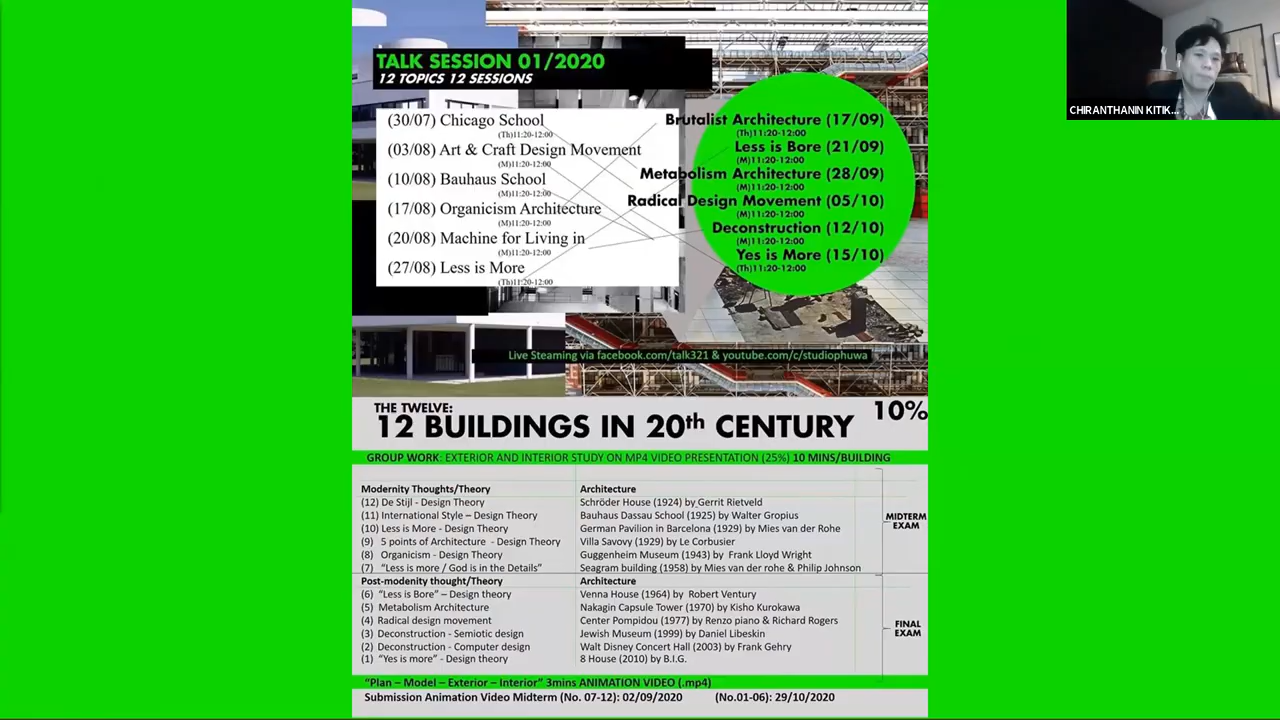 TALK SESSION 01/2020
12 TOPICS 12 SESSIONS
(30/07) Chicago School
(Th)11:20-12:00
(03/08) Art & Craft Design Movement
(M)11:20-12:00
(10/08) Bauhaus School
(M)11:20-12:00
(17/08) Organicism Architecture
(M)11:20-12:00
(20/08) Machine for Living in
(M)11:20-12:00
(27/08) Less is More
(Th)11:20-12:00
Brutalist Architecture (17/09)
(Th)11:20-12:00
Less is Bore (21/09)
(M)11:20-12:00
Metabolism Architecture (28/09)
(M)11:20-12:00
Radical Design Movement (05/10)
(M)11:20-12:00
Deconstruction (12/10)
(M)11:20-12:00
Yes is More (15/10)
(Th)11:20-12:00
CHIRANTHANIN KITIK...
Live Steaming via facebook.com/talk321 & youtube.com/c/studiophuwa
THE TWELVE:
12 BUILDINGS IN 20th CENTURY
10%
GROUP WORK: EXTERIOR AND INTERIOR STUDY ON MP4 VIDEO PRESENTATION (25%) 10 MINS/BUILDING
Modernity Thoughts/Theory Architecture
(12) De Stijl - Design Theory Schröder House (1924) by Gerrit Rietveld
(11) International Style – Design Theory Bauhaus Dassau School (1925) by Walter Gropius
(10) Less is More - Design Theory German Pavilion in Barcelona (1929) by Mies van der Rohe
(9) 5 points of Architecture - Design Theory Villa Savovy (1929) by Le Corbusier
(8) Organicism - Design Theory Guggenheim Museum (1943) by Frank Lloyd Wright
(7) “Less is more / God is in the Details” Seagram building (1958) by Mies van der rohe & Philip Johnson
MIDTERM
EXAM
Post-modenity thought/Theory Architecture
(6) “Less is Bore” – Design theory Venna House (1964) by Robert Ventury
(5) Metabolism Architecture Nakagin Capsule Tower (1970) by Kisho Kurokawa
(4) Radical design movement Center Pompidou (1977) by Renzo piano & Richard Rogers
(3) Deconstruction - Semiotic design Jewish Museum (1999) by Daniel Libeskin
(2) Deconstruction - Computer design Walt Disney Concert Hall (2003) by Frank Gehry
(1) “Yes is more” - Design theory 8 House (2010) by B.I.G.
FINAL
EXAM
“Plan – Model – Exterior – Interior” 3mins ANIMATION VIDEO (.mp4)
Submission Animation Video Midterm (No. 07-12): 02/09/2020 (No.01-06): 29/10/2020